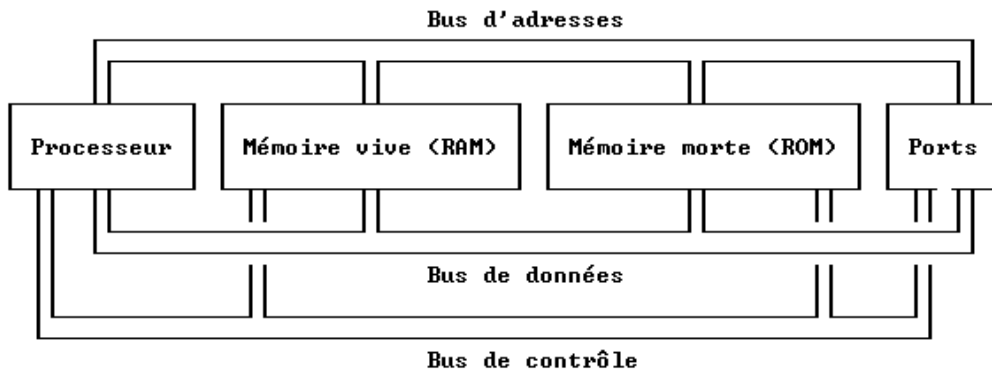 Bus d'adresses
Processeur
Mémoire vive (RAM)
Mémoire morte (ROM)
Ports
Bus de données
Bus de contrôle